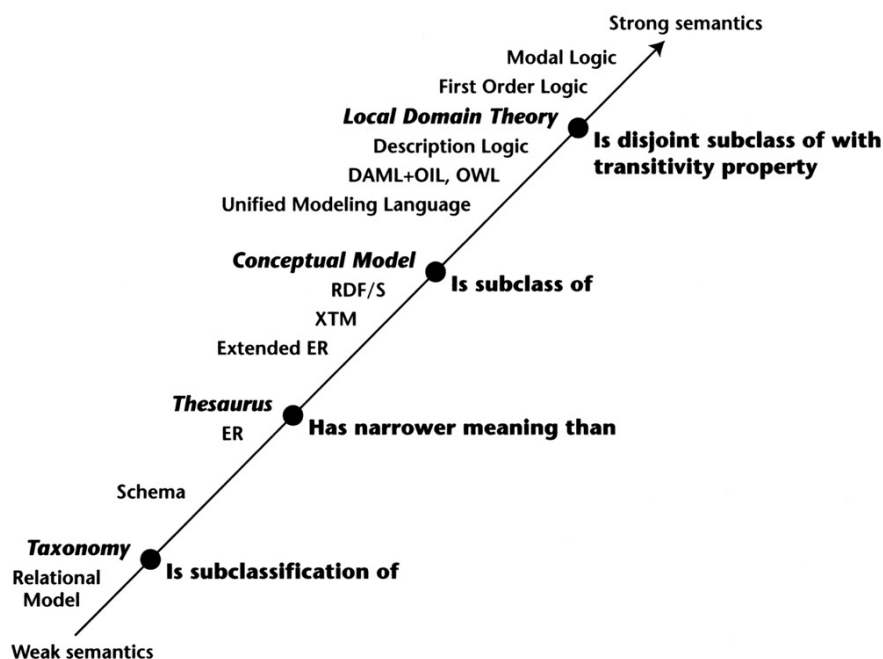 Strong semantics
Modal Logic
First Order Logic
Local Domain Theory
Is disjoint subclass of with
transitivity property
Description Logic
DAML+OIL, OWL
Unified Modeling Language
Conceptual Model
Is subclass of
RDF/S
XTM
Extended ER
Thesaurus
Has narrower meaning than
ER
Schema
Taxonomy
Is subclassification of
Relational
Model
Weak semantics